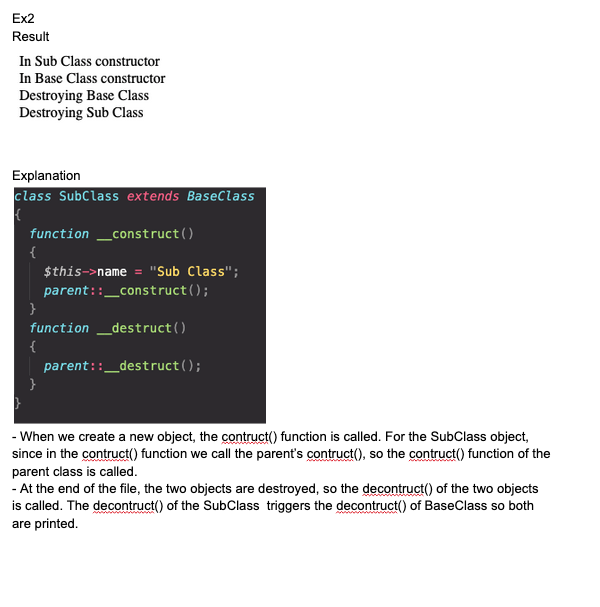 Ex2
Result
In Sub Class constructor
In Base Class constructor
Destroying Base Class
Destroying Sub Class
Explanation
class SubClass extends BaseClass
{
function __construct()
{
$this->name = "Sub Class";
parent::__construct();
}
function __destruct()
{
parent::__destruct();
}
}
- When we create a new object, the contruct() function is called. For the SubClass object,
since in the contruct() function we call the parent's contruct(), so the contruct() function of the
parent class is called.
- At the end of the file, the two objects are destroyed, so the decontruct() of the two objects
is called. The decontruct() of the SubClass  triggers the decontruct() of BaseClass so both
are printed.